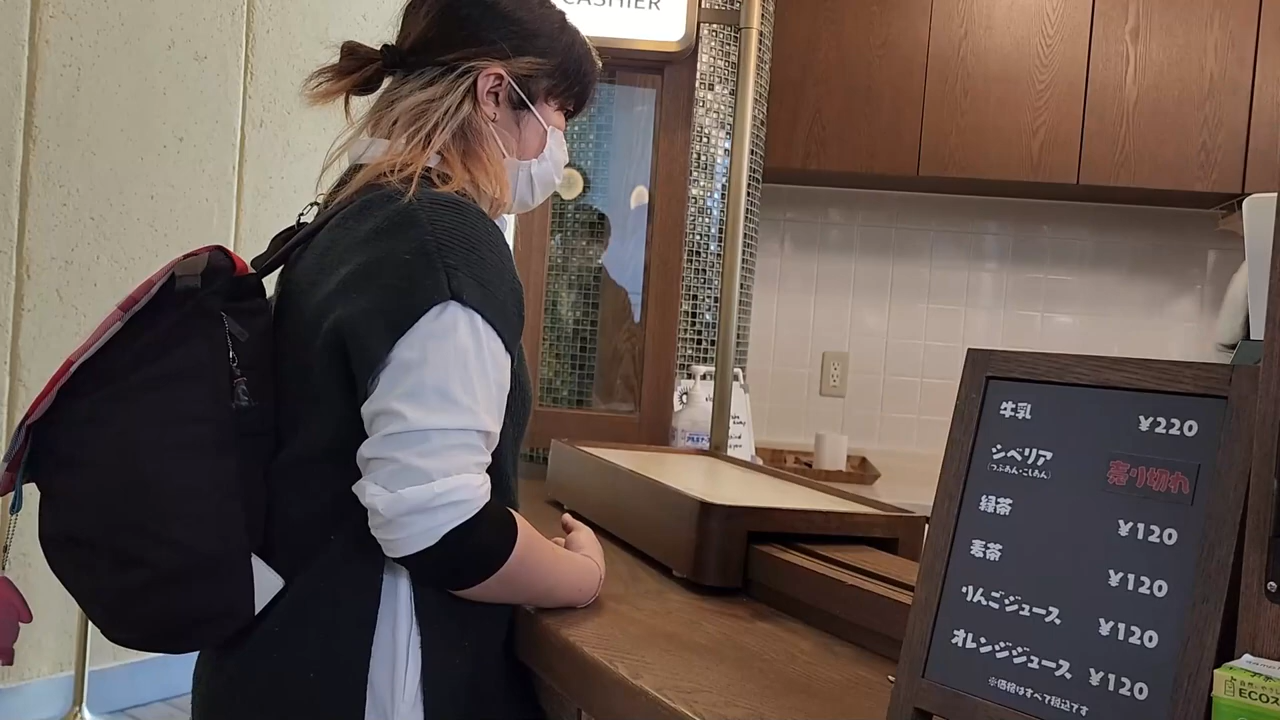 CASHIER
牛乳 ¥220
シベリア 売り切れ
(つぶあん・こしあん)
緑茶 ¥120
麦茶 ¥120
りんごジュース ¥120
オレンジジュース ¥120
※価格はすべて税込です
ECO